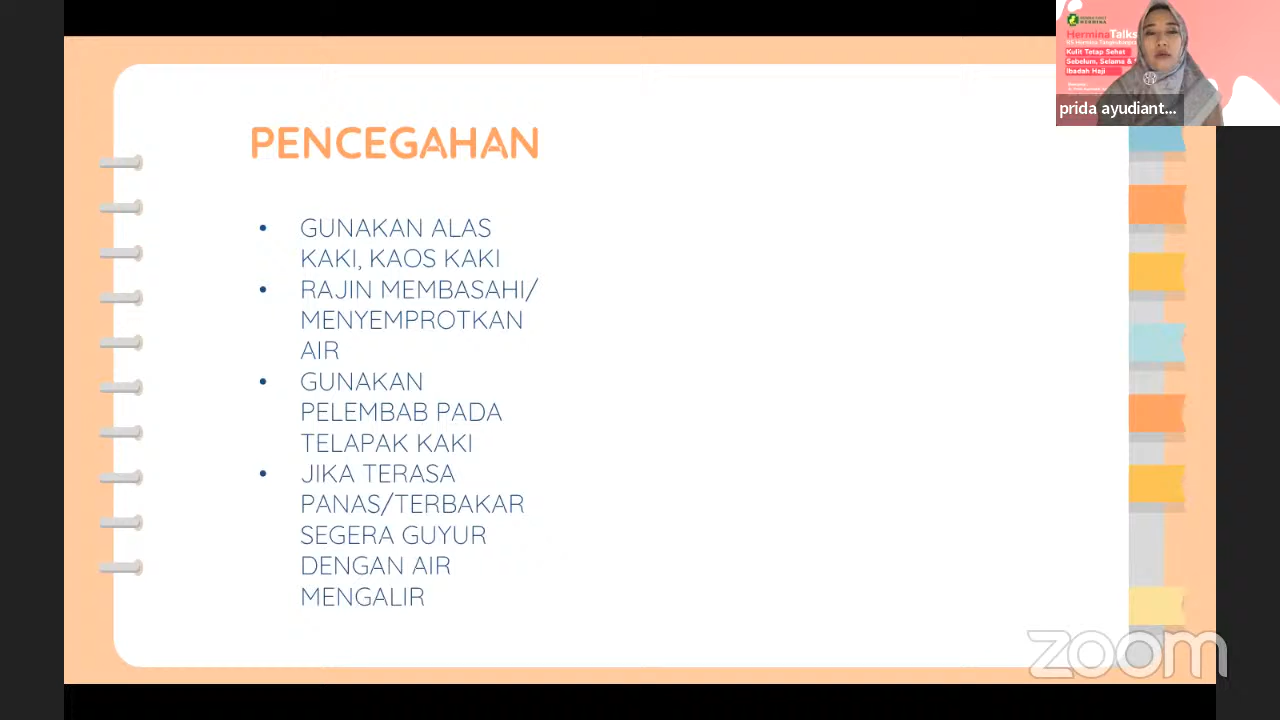 PENCEGAHAN
• GUNAKAN ALAS
KAKI, KAOS KAKI
• RAJIN MEMBASAHI/
MENYEMPROTKAN
AIR
• GUNAKAN
PELEMBAB PADA
TELAPAK KAKI
• JIKA TERASA
PANAS/TERBAKAR
SEGERA GUYUR
DENGAN AIR
MENGALIR
HERMINA
HerminaTalks
Kulit Tetap Sehat
Sebelum, Selama &
Ibadah Haji
prida ayudiant...
zoom